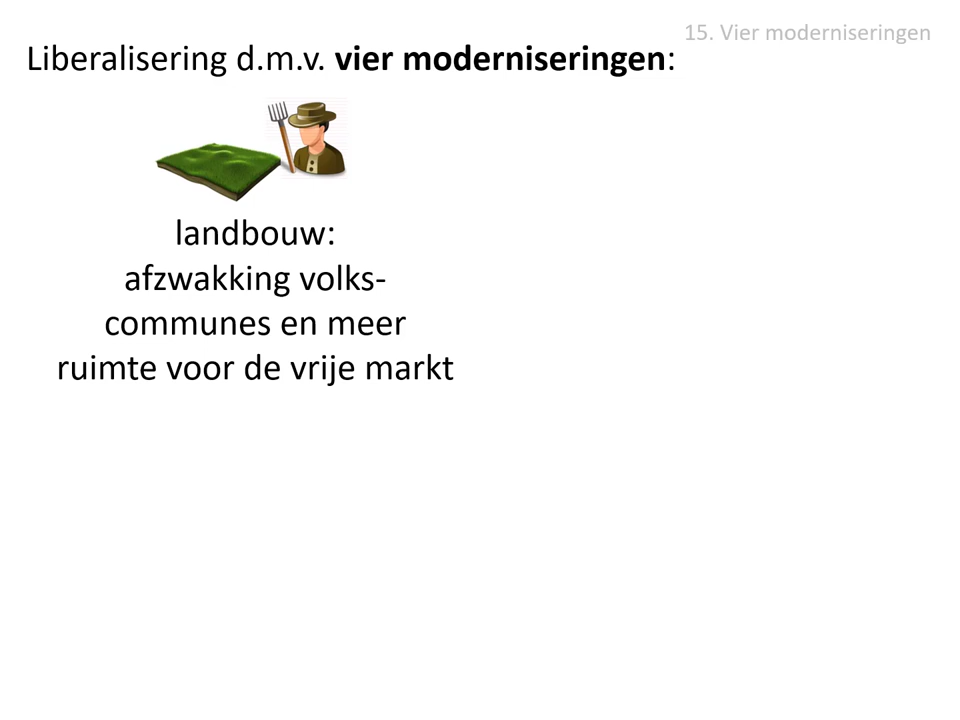 15. Vier moderniseringen
Liberalisering d.m.v. vier moderniseringen:
landbouw:
afzwakking volks-
communes en meer
ruimte voor de vrije markt